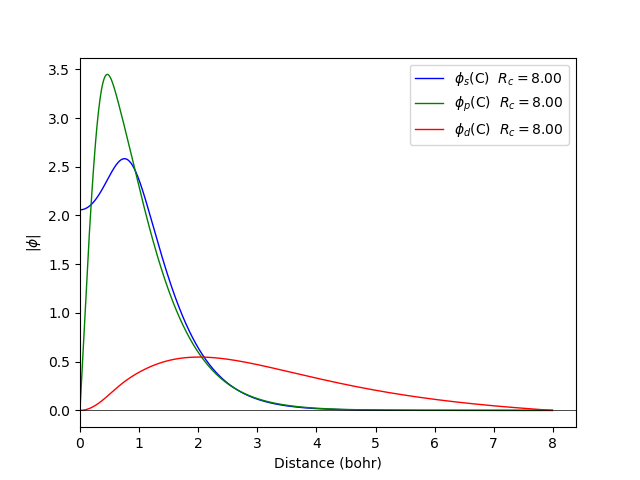 ϕs(C) Rc = 8.00
ϕp(C) Rc = 8.00
ϕd(C) Rc = 8.00
3.5
3.0
2.5
2.0
1.5
1.0
0.5
0.0
|ϕ|
0 1 2 3 4 5 6 7 8
Distance (bohr)